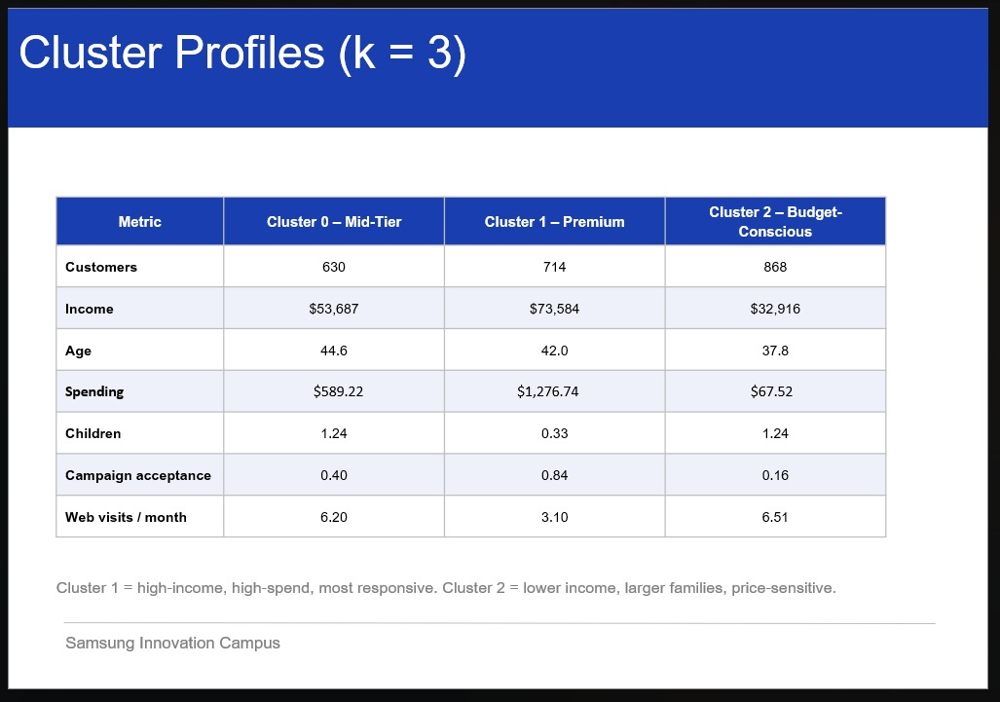 Cluster Profiles (k = 3)
Metric Cluster 0 – Mid-Tier Cluster 1 – Premium Cluster 2 – Budget-
Conscious
Customers 630 714 868
Income $53,687 $73,584 $32,916
Age 44.6 42.0 37.8
Spending $589.22 $1,276.74 $67.52
Children 1.24 0.33 1.24
Campaign acceptance 0.40 0.84 0.16
Web visits / month 6.20 3.10 6.51
Cluster 1 = high-income, high-spend, most responsive. Cluster 2 = lower income, larger families, price-sensitive.
Samsung Innovation Campus